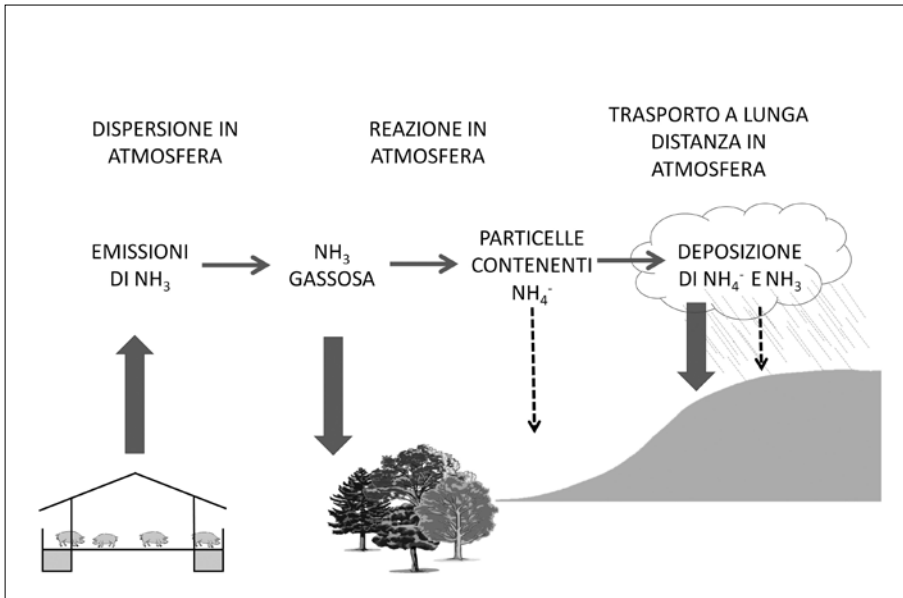 DISPERSIONE IN
ATMOSFERA
REAZIONE IN
ATMOSFERA
TRASPORTO A LUNGA
DISTANZA IN
ATMOSFERA
EMISSIONI
DI NH₃
NH₃
GASSOSA
PARTICELLE
CONTENENTI
NH₄⁻
DEPOSIZIONE
DI NH₄⁻ E NH₃